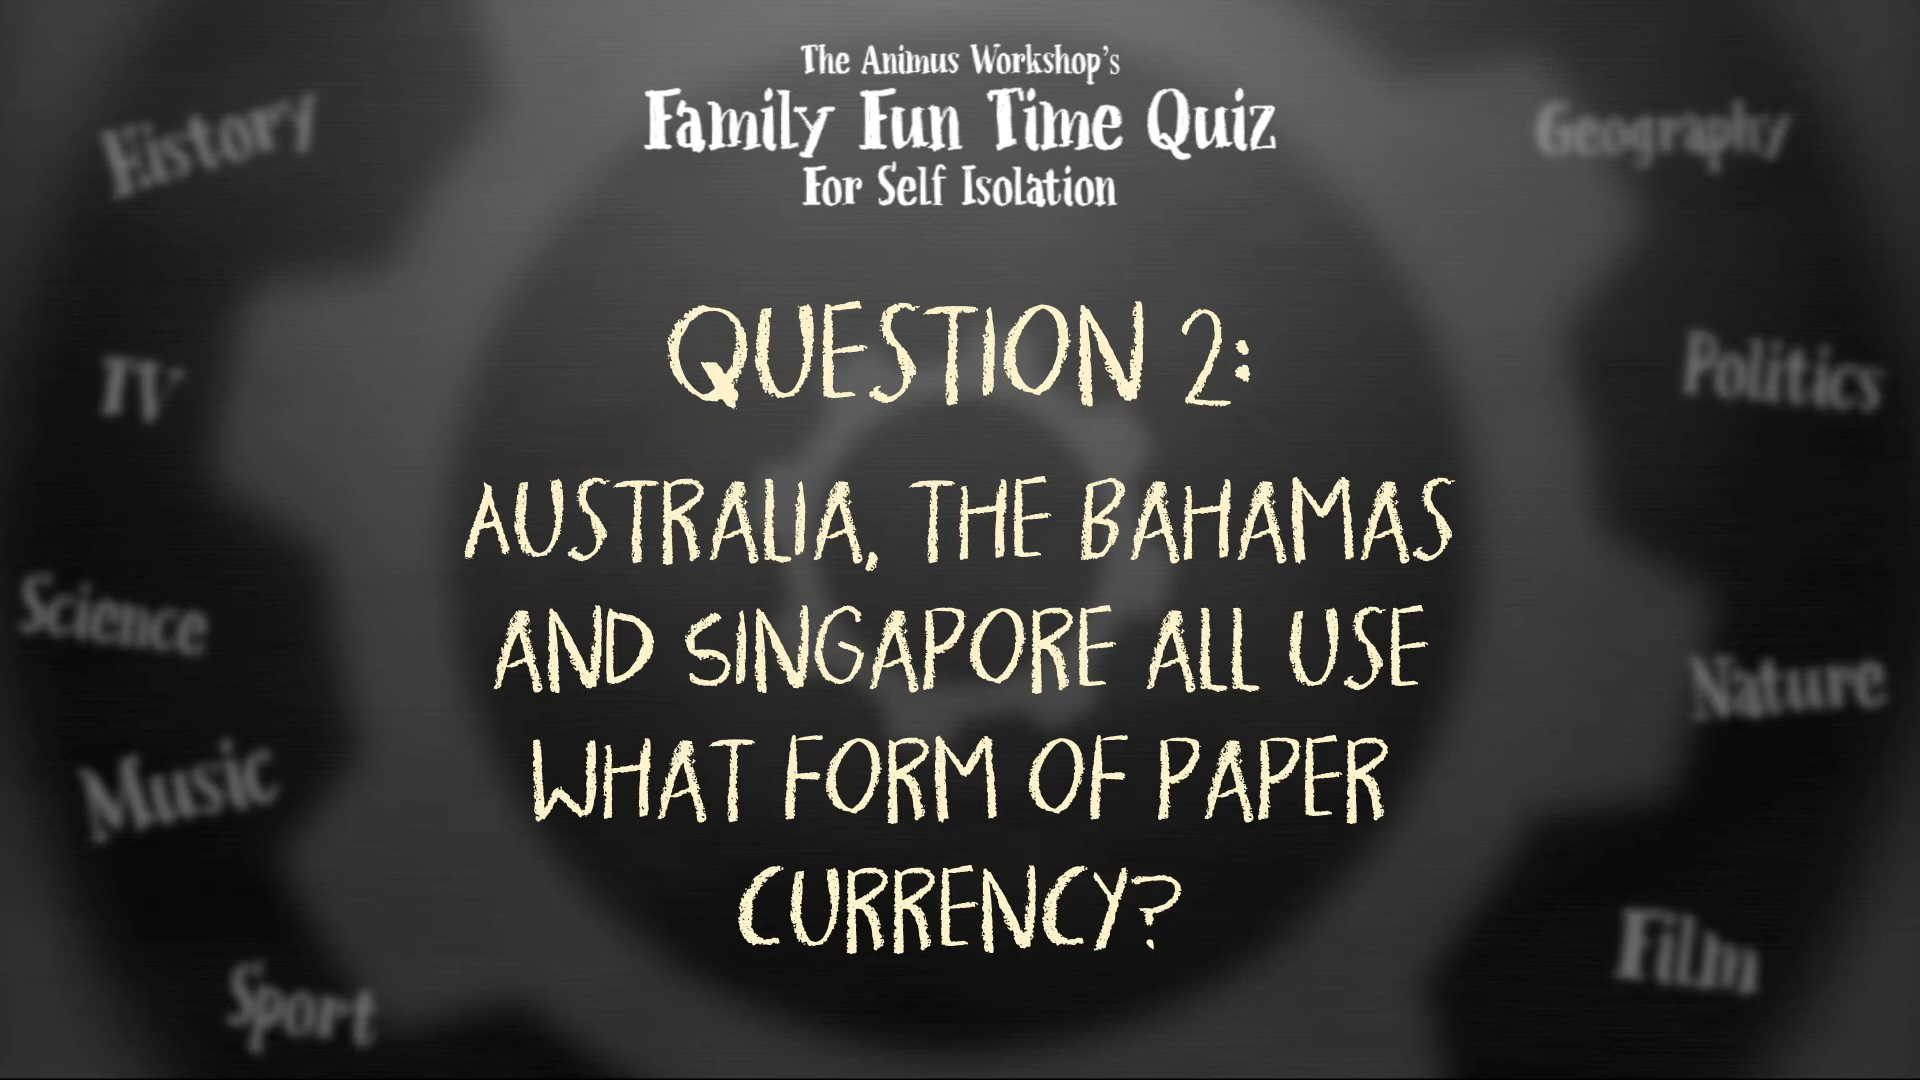 The Animus Workshop's
Family Fun Time Quiz
For Self Isolation
History
Geography
QUESTION 2:
TV
Politics
AUSTRALIA, THE BAHAMAS
AND SINGAPORE ALL USE
Science
Nature
WHAT FORM OF PAPER
Music
CURRENCY?
Film
Sport